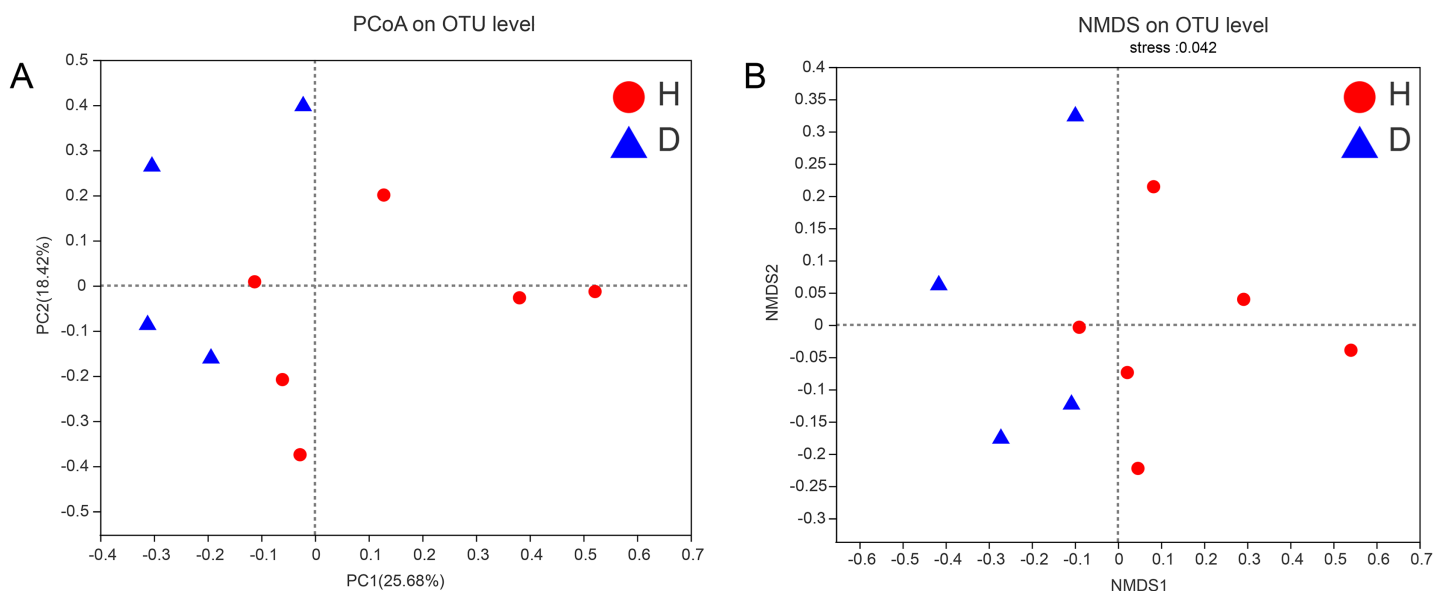 A
PCoA on OTU level
H
D
0.5
0.4
0.3
0.2
0.1
0
-0.1
-0.2
-0.3
-0.4
-0.5
PC2(18.42%)
-0.4 -0.3 -0.2 -0.1 0 0.1 0.2 0.3 0.4 0.5 0.6 0.7
PC1(25.68%)
B
NMDS on OTU level
stress :0.042
H
D
0.4
0.35
0.3
0.25
0.2
0.15
0.1
0.05
0
-0.05
-0.1
-0.15
-0.2
-0.25
-0.3
NMDS2
-0.6 -0.5 -0.4 -0.3 -0.2 -0.1 0 0.1 0.2 0.3 0.4 0.5 0.6 0.7
NMDS1